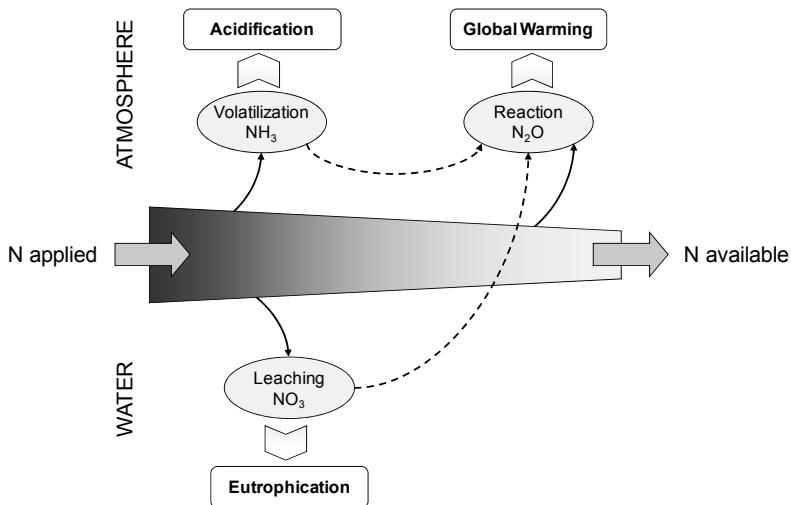 Acidification
Global Warming
ATMOSPHERE
Volatilization
NH₃
Reaction
N₂O
N applied
N available
WATER
Leaching
NO₃
Eutrophication